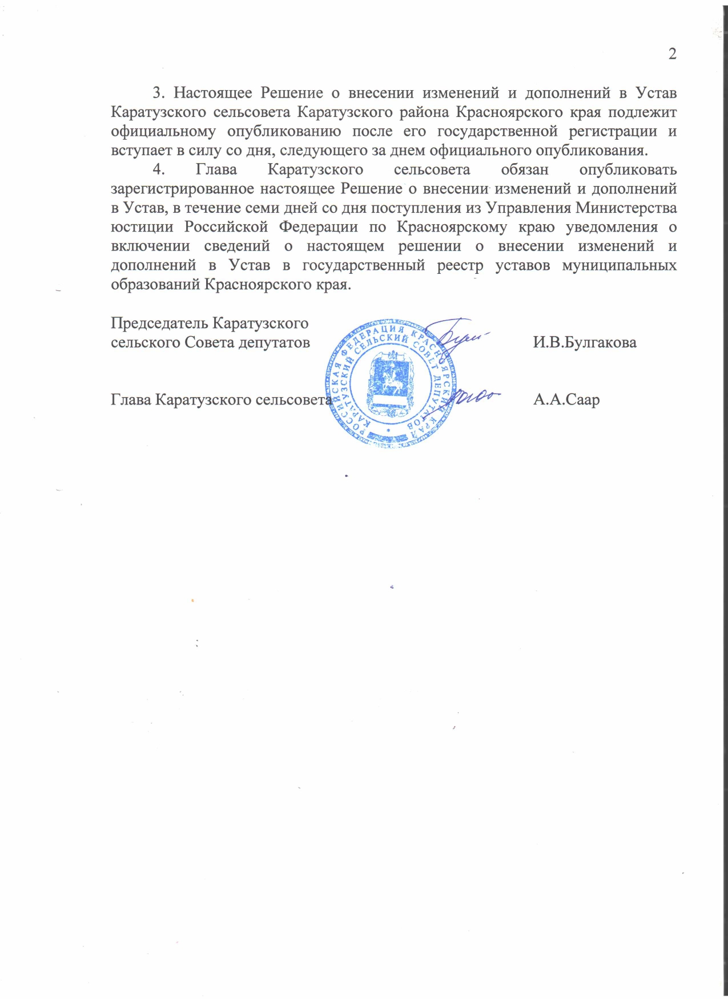 2
3. Настоящее Решение о внесении изменений и дополнений в Устав
Каратузского сельсовета Каратузского района Красноярского края подлежит
официальному опубликованию после его государственной регистрации и
вступает в силу со дня, следующего за днем официального опубликования.
4. Глава Каратузского сельсовета обязан опубликовать
зарегистрированное настоящее Решение о внесении изменений и дополнений
в Устав, в течение семи дней со дня поступления из Управления Министерства
юстиции Российской Федерации по Красноярскому краю уведомления о
включении сведений о настоящем решении о внесении изменений и
дополнений в Устав в государственный реестр уставов муниципальных
образований Красноярского края.
Председатель Каратузского
сельского Совета депутатов И.В.Булгакова
РОССИЙСКАЯ ФЕДЕРАЦИЯ КРАСНОЯРСКИЙ КРАЙ
КАРАТУЗСКИЙ СЕЛЬСКИЙ СОВЕТ ДЕПУТАТОВ
Глава Каратузского сельсовета А.А.Саар